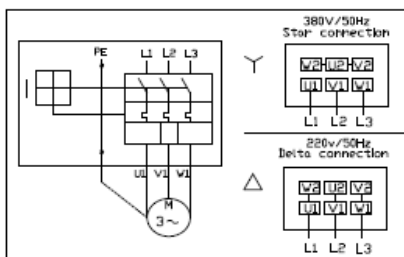 PE L1 L2 L3
U1 V1 W1
M
3~
380V/50Hz
Star connection
W2 U2 V2
U1 V1 W1
L1 L2 L3
220v/50Hz
Delta connection
W2 U2 V2
U1 V1 W1
L1 L2 L3